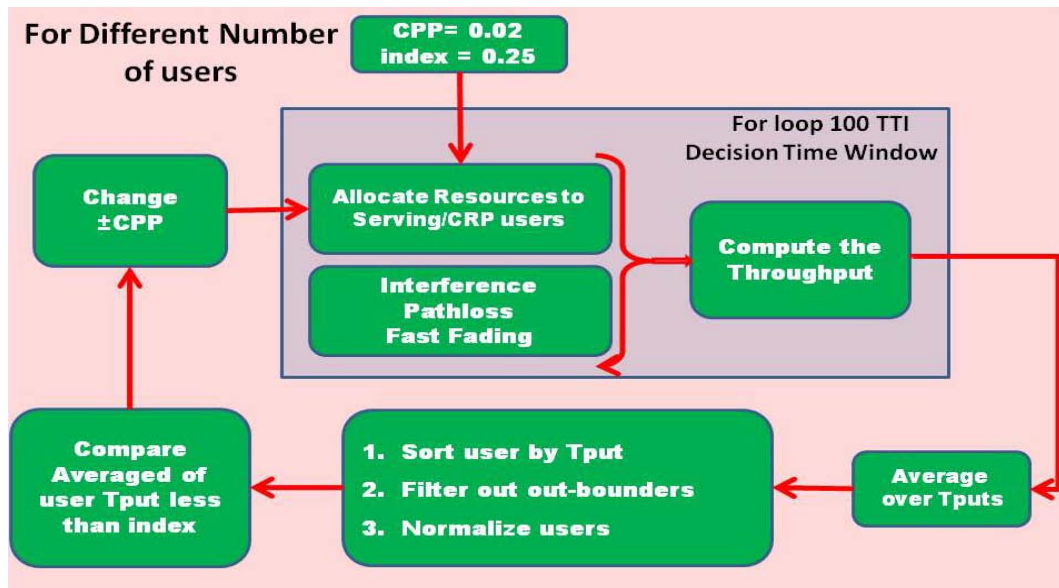 For Different Number
of users
CPP= 0.02
index = 0.25
For loop 100 TTI
Decision Time Window
Change
±CPP
Allocate Resources to
Serving/CRP users
Interference
Pathloss
Fast Fading
Compute the
Throughput
Compare
Averaged of
user Tput less
than index
1. Sort user by Tput
2. Filter out out-bounders
3. Normalize users
Average
over Tputs